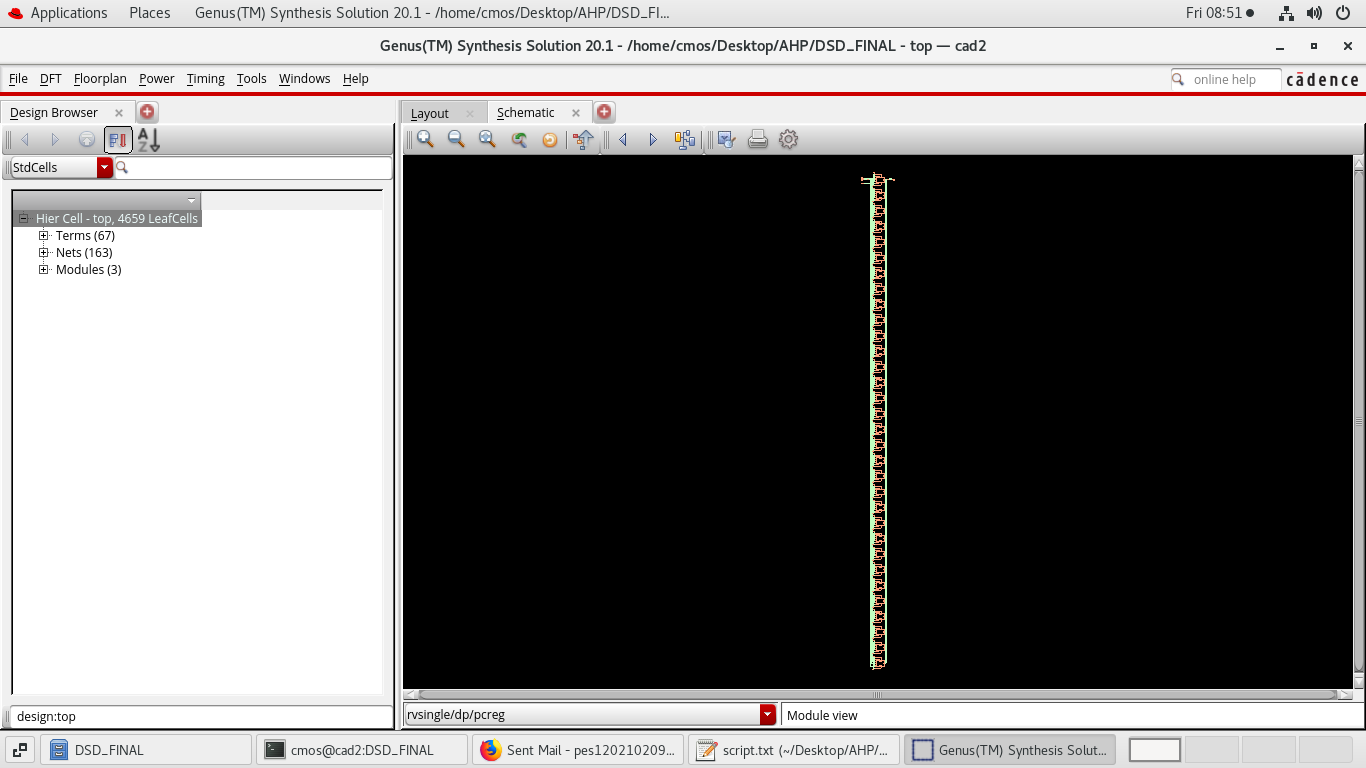 Applications Places Genus(TM) Synthesis Solution 20.1 - /home/cmos/Desktop/AHP/DSD_FI... Fri 08:51
Genus(TM) Synthesis Solution 20.1 - /home/cmos/Desktop/AHP/DSD_FINAL - top — cad2
File DFT Floorplan Power Timing Tools Windows Help online help cādence
Design Browser
Layout Schematic
StdCells
Hier Cell - top, 4659 LeafCells
Terms (67)
Nets (163)
Modules (3)
design:top
rvsingle/dp/pcreg Module view
DSD_FINAL cmos@cad2:DSD_FINAL Sent Mail - pes120210209... script.txt (~/Desktop/AHP/... Genus(TM) Synthesis Solut...